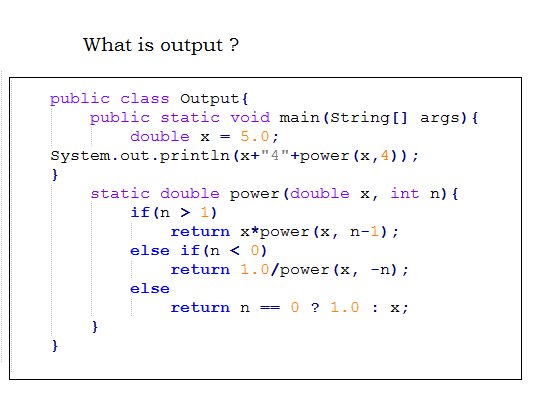 What is output ?
public class Output{
    public static void main(String[] args){
        double x = 5.0;
System.out.println(x+"4"+power(x,4));
}
    static double power(double x, int n){
        if(n > 1)
            return x*power(x, n-1);
        else if(n < 0)
            return 1.0/power(x, -n);
        else
            return n == 0 ? 1.0 : x;
    }
}